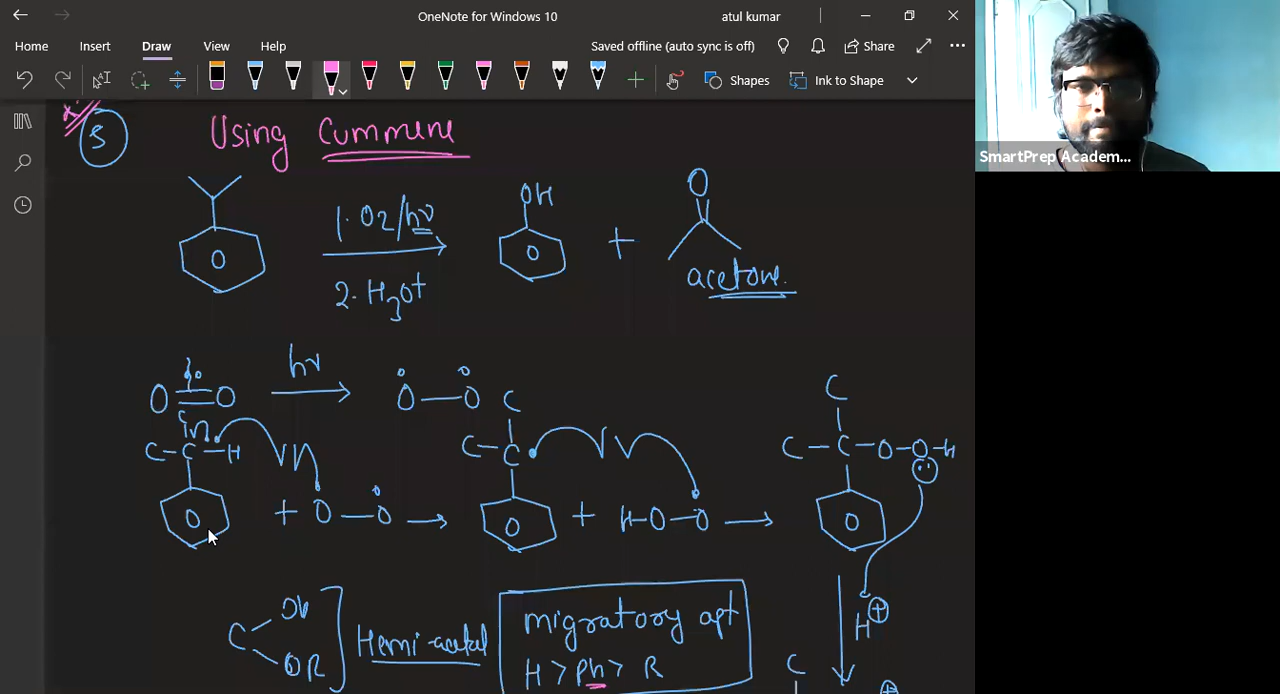 OneNote for Windows 10
atul kumar
Home Insert Draw View Help
Saved offline (auto sync is off)
Share
Shapes
Ink to Shape
SmartPrep Academ...
5 Using Cummene
1. O2/hν
2. H3O+
OH
+
O
acetone.
O O hν O — O
C
C — C — H
+ O — O
C
C — C
+ H-O-O
C
C — C — O — O — H
H ⊕
C OH
OR
Hemi-acetal
migratory apt
H > Ph > R
C
⊕